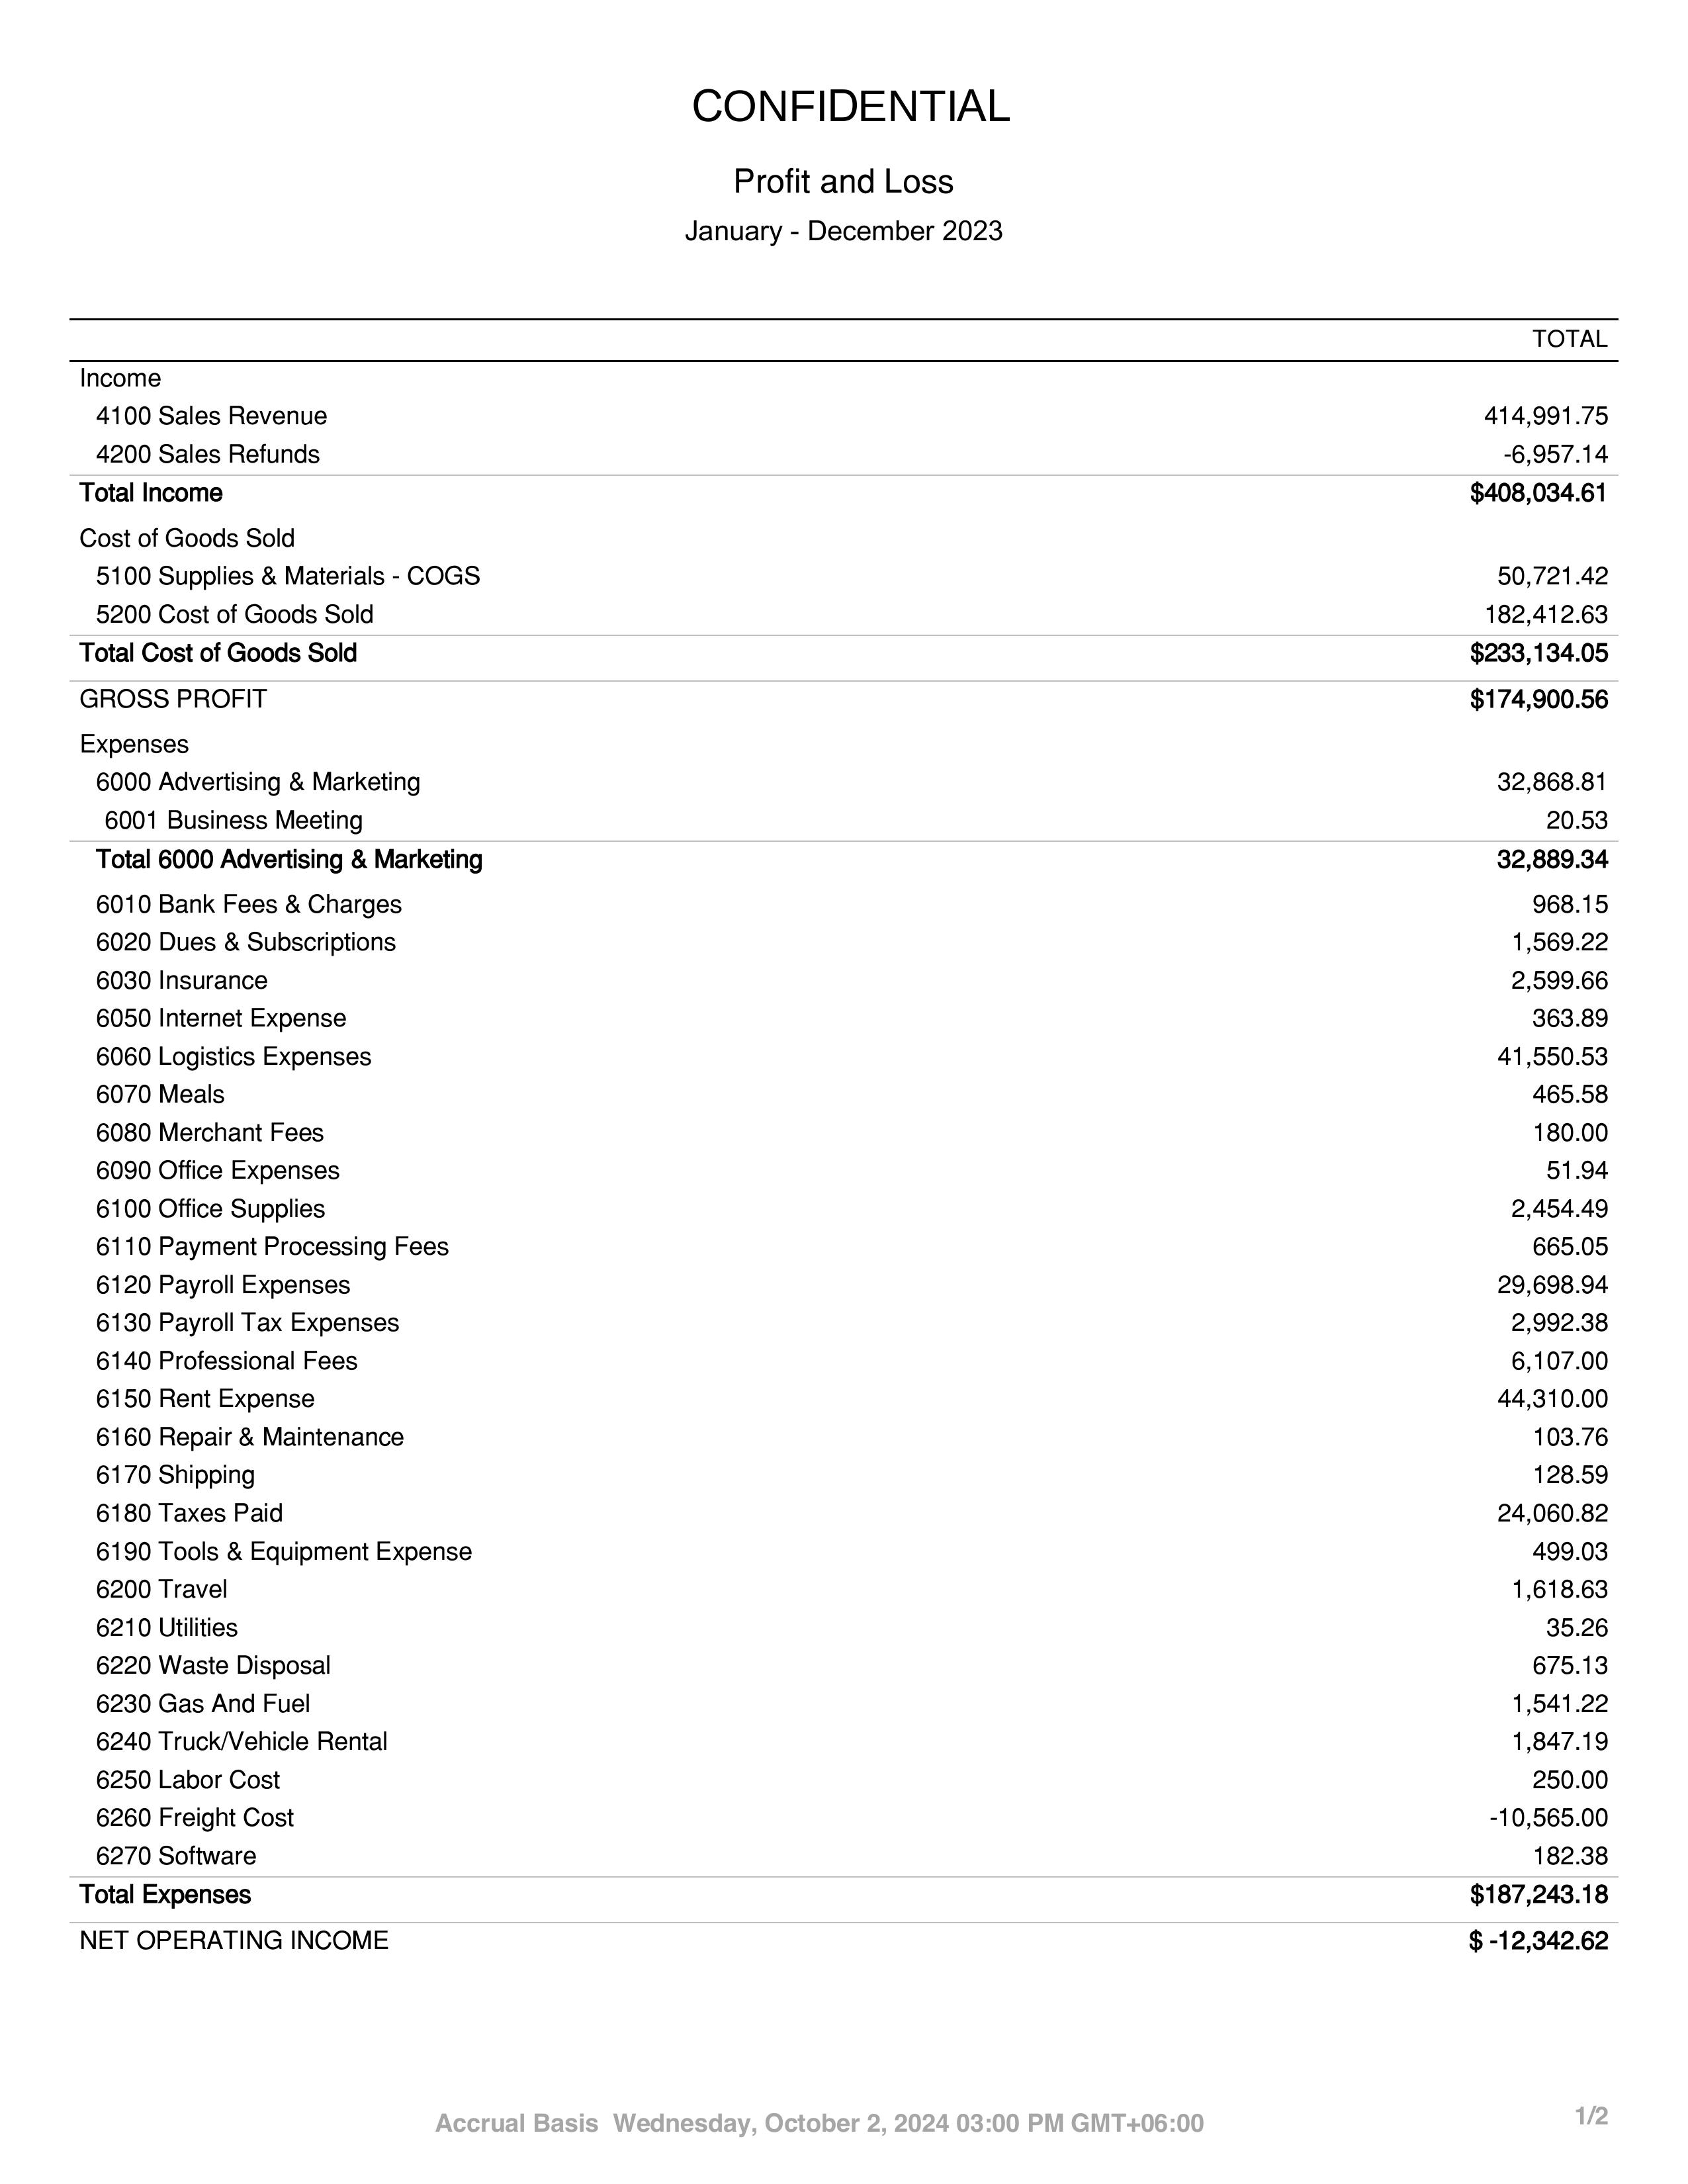 CONFIDENTIAL
Profit and Loss
January - December 2023
TOTAL
Income
4100 Sales Revenue 414,991.75
4200 Sales Refunds -6,957.14
Total Income $408,034.61
Cost of Goods Sold
5100 Supplies & Materials - COGS 50,721.42
5200 Cost of Goods Sold 182,412.63
Total Cost of Goods Sold $233,134.05
GROSS PROFIT $174,900.56
Expenses
6000 Advertising & Marketing 32,868.81
6001 Business Meeting 20.53
Total 6000 Advertising & Marketing 32,889.34
6010 Bank Fees & Charges 968.15
6020 Dues & Subscriptions 1,569.22
6030 Insurance 2,599.66
6050 Internet Expense 363.89
6060 Logistics Expenses 41,550.53
6070 Meals 465.58
6080 Merchant Fees 180.00
6090 Office Expenses 51.94
6100 Office Supplies 2,454.49
6110 Payment Processing Fees 665.05
6120 Payroll Expenses 29,698.94
6130 Payroll Tax Expenses 2,992.38
6140 Professional Fees 6,107.00
6150 Rent Expense 44,310.00
6160 Repair & Maintenance 103.76
6170 Shipping 128.59
6180 Taxes Paid 24,060.82
6190 Tools & Equipment Expense 499.03
6200 Travel 1,618.63
6210 Utilities 35.26
6220 Waste Disposal 675.13
6230 Gas And Fuel 1,541.22
6240 Truck/Vehicle Rental 1,847.19
6250 Labor Cost 250.00
6260 Freight Cost -10,565.00
6270 Software 182.38
Total Expenses $187,243.18
NET OPERATING INCOME $ -12,342.62
Accrual Basis Wednesday, October 2, 2024 03:00 PM GMT+06:00 1/2